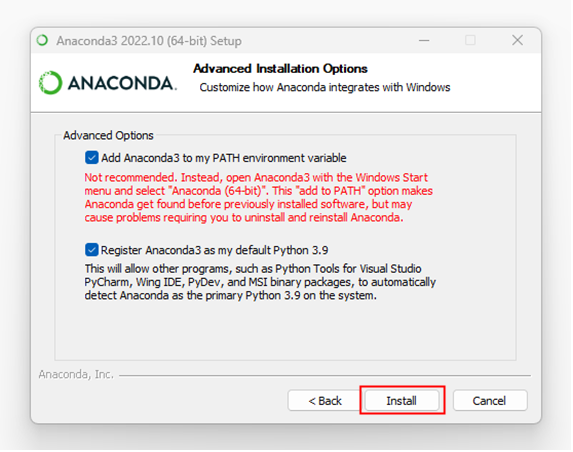 Anaconda3 2022.10 (64-bit) Setup
ANACONDA.
Advanced Installation Options
Customize how Anaconda integrates with Windows
Advanced Options
Add Anaconda3 to my PATH environment variable
Not recommended. Instead, open Anaconda3 with the Windows Start
menu and select "Anaconda (64-bit)". This "add to PATH" option makes
Anaconda get found before previously installed software, but may
cause problems requiring you to uninstall and reinstall Anaconda.
Register Anaconda3 as my default Python 3.9
This will allow other programs, such as Python Tools for Visual Studio
PyCharm, Wing IDE, PyDev, and MSI binary packages, to automatically
detect Anaconda as the primary Python 3.9 on the system.
Anaconda, Inc.
< Back
Install
Cancel